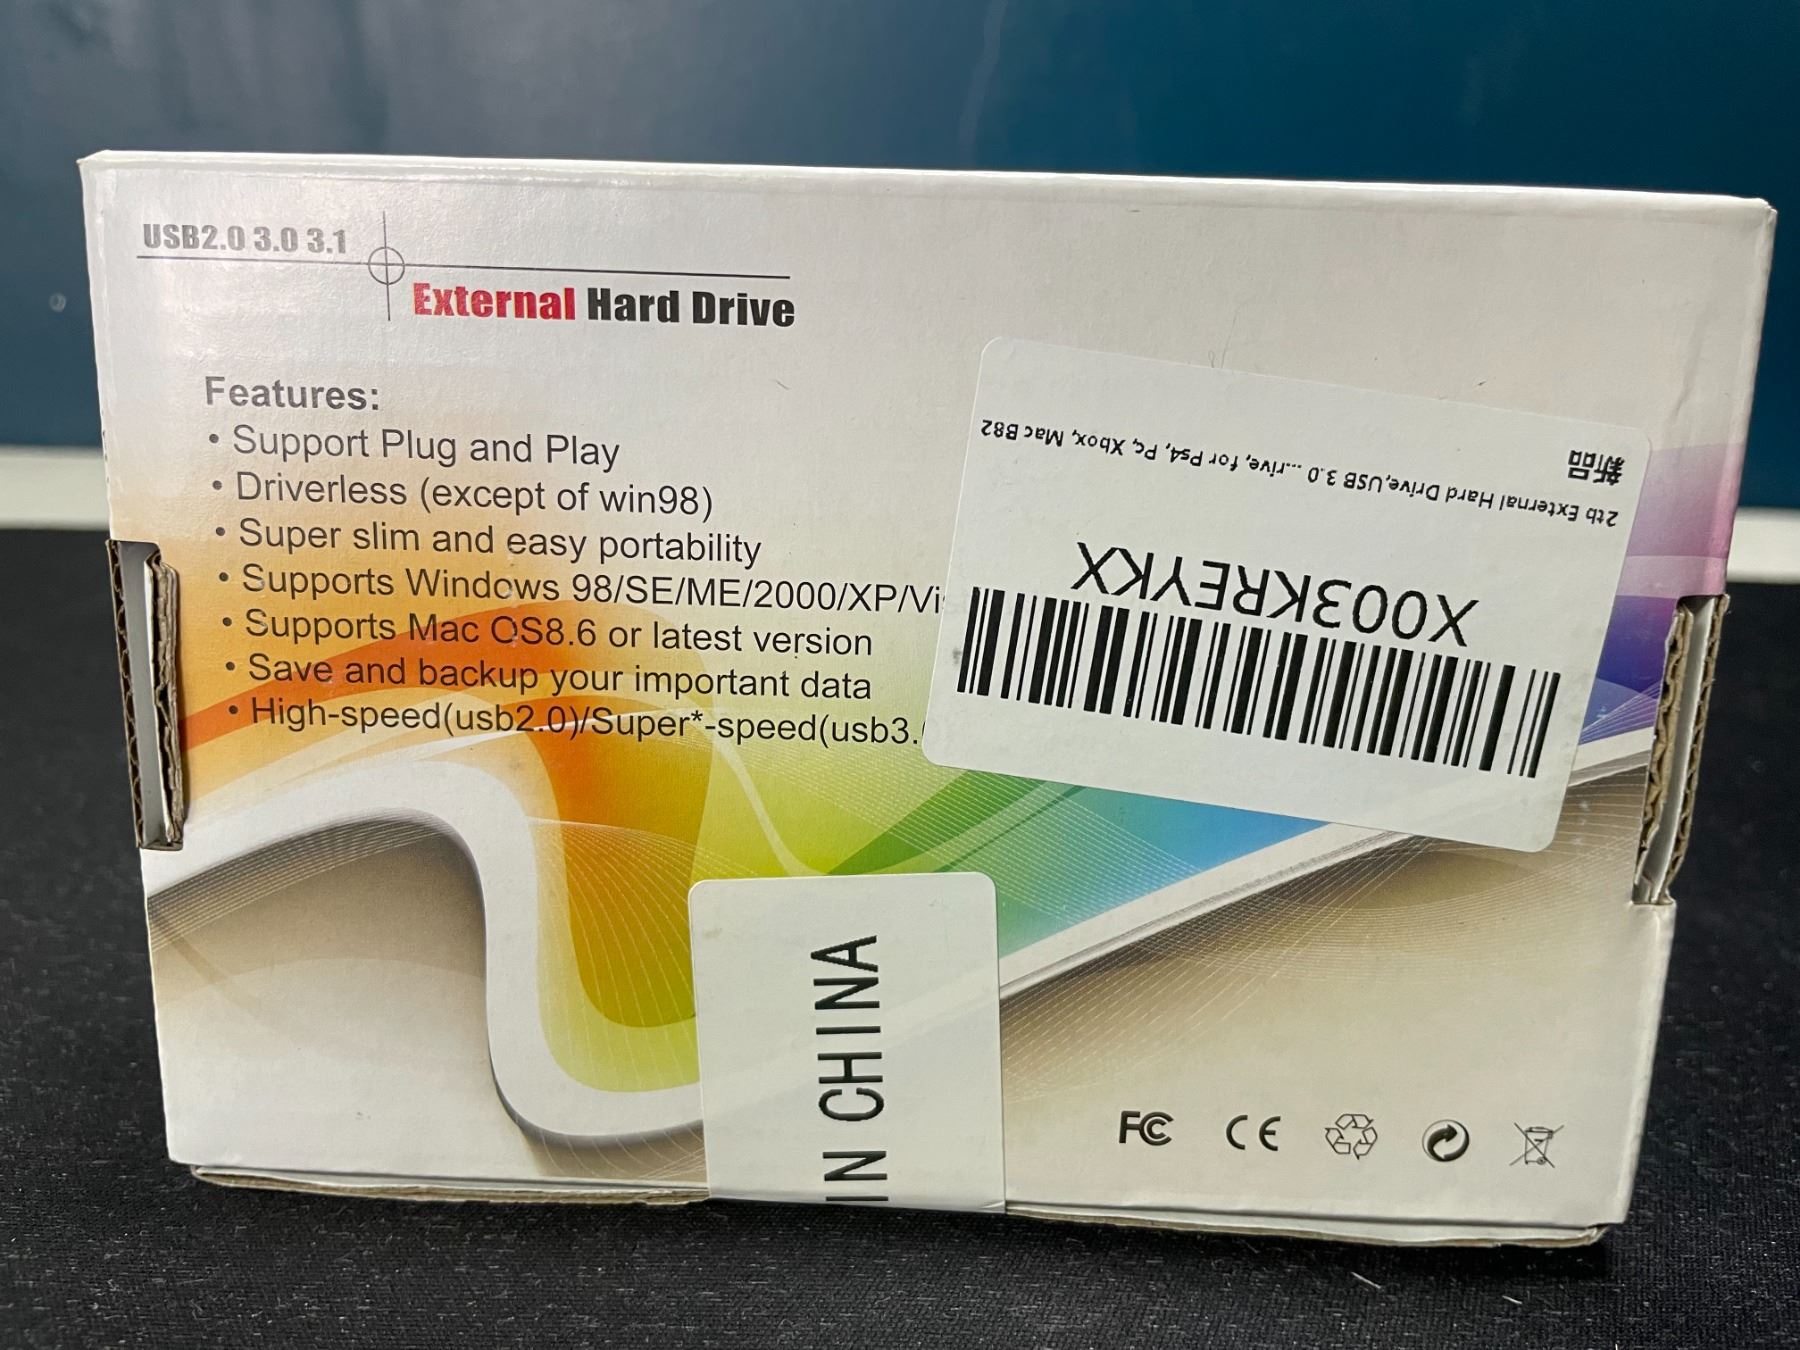 USB2.0 3.0 3.1
External Hard Drive
Features:
• Support Plug and Play
• Driverless (except of win98)
• Super slim and easy portability
• Supports Windows 98/SE/ME/2000/XP/Vi
• Supports Mac OS8.6 or latest version
• Save and backup your important data
• High-speed(usb2.0)/Super*-speed(usb3.
X003KREYKX
2tb External Hard Drive,USB 3.0 ....rive, for Ps4, Pc, Xbox, Mac B82
新品
IN CHINA
FC CE